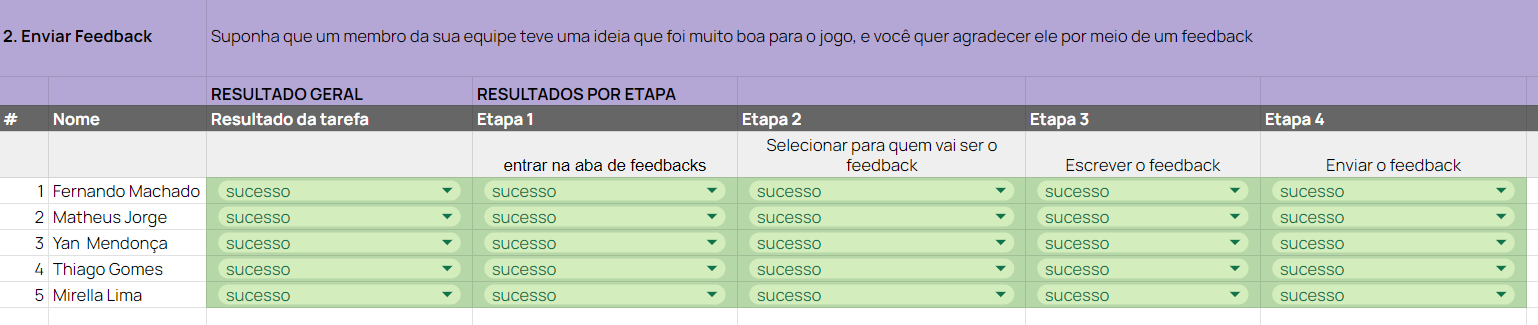 2. Enviar Feedback Suponha que um membro da sua equipe teve uma ideia que foi muito boa para o jogo, e você quer agradecer ele por meio de um feedback
RESULTADO GERAL RESULTADOS POR ETAPA
# Nome Resultado da tarefa Etapa 1 Etapa 2 Etapa 3 Etapa 4
entrar na aba de feedbacks Selecionar para quem vai ser o feedback Escrever o feedback Enviar o feedback
1 Fernando Machado sucesso sucesso sucesso sucesso sucesso
2 Matheus Jorge sucesso sucesso sucesso sucesso sucesso
3 Yan Mendonça sucesso sucesso sucesso sucesso sucesso
4 Thiago Gomes sucesso sucesso sucesso sucesso sucesso
5 Mirella Lima sucesso sucesso sucesso sucesso sucesso